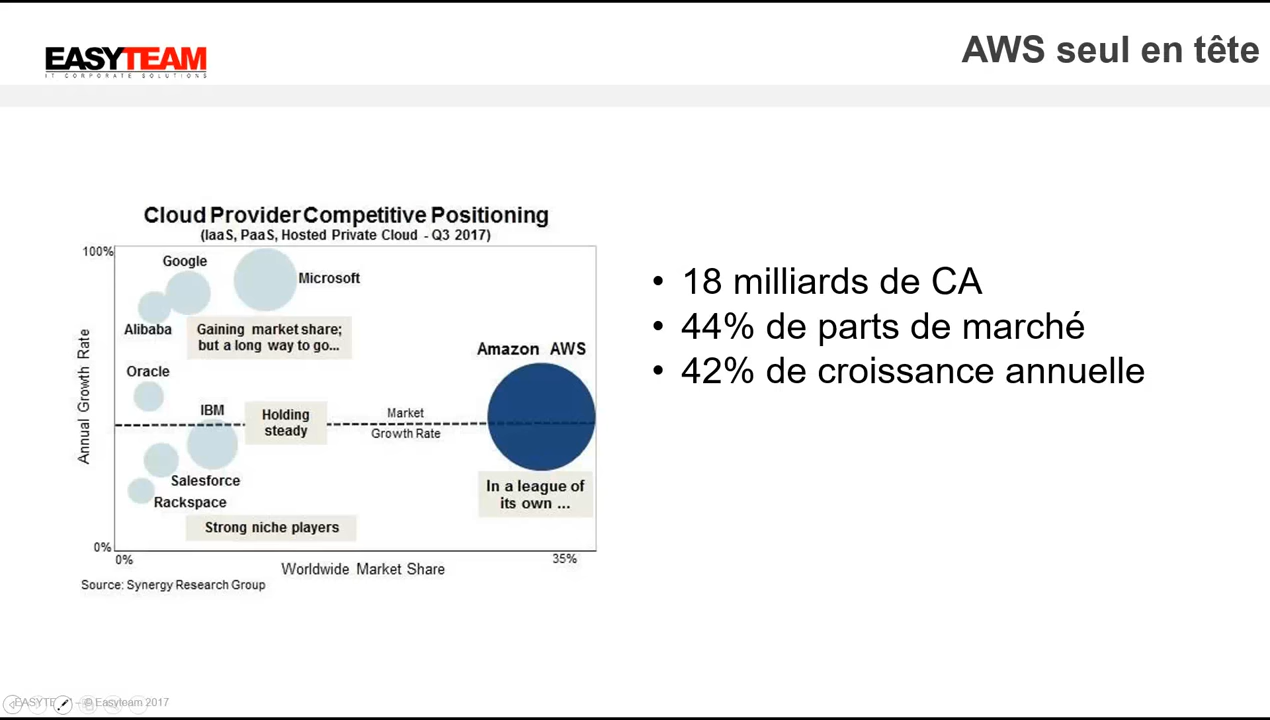 EASYTEAM
IT CORPORATE SOLUTIONS
AWS seul en tête
Cloud Provider Competitive Positioning
(IaaS, PaaS, Hosted Private Cloud - Q3 2017)
100%
Google
Microsoft
Alibaba
Gaining market share;
but a long way to go...
Amazon AWS
Oracle
IBM
Holding
steady
Market
Growth Rate
Annual Growth Rate
Salesforce
Rackspace
In a league of
its own ...
Strong niche players
0%
0%
35%
Worldwide Market Share
Source: Synergy Research Group
• 18 milliards de CA
• 44% de parts de marché
• 42% de croissance annuelle
– © Easyteam 2017